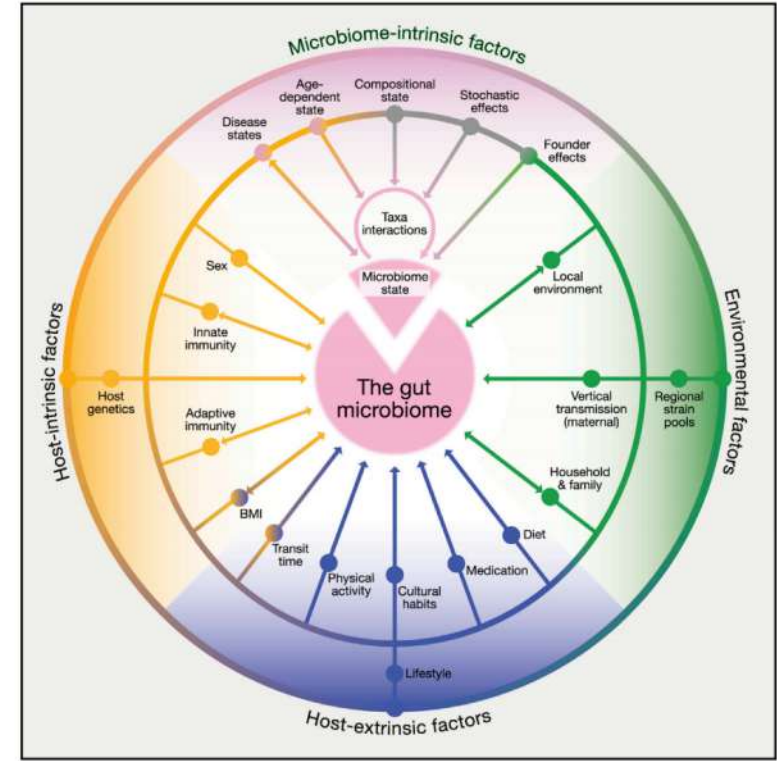 Microbiome-intrinsic factors
Age-
dependent
state
Compositional
state
Stochastic
effects
Disease
states
Founder
effects
Taxa
interactions
Sex
Microbiome
state
Local
environment
Innate
immunity
Host-intrinsic factors
Environmental factors
The gut
microbiome
Host
genetics
Vertical
transmission
(maternal)
Regional
strain
pools
Adaptive
immunity
Household
& family
BMI
Transit
time
Diet
Physical
activity
Cultural
habits
Medication
Lifestyle
Host-extrinsic factors